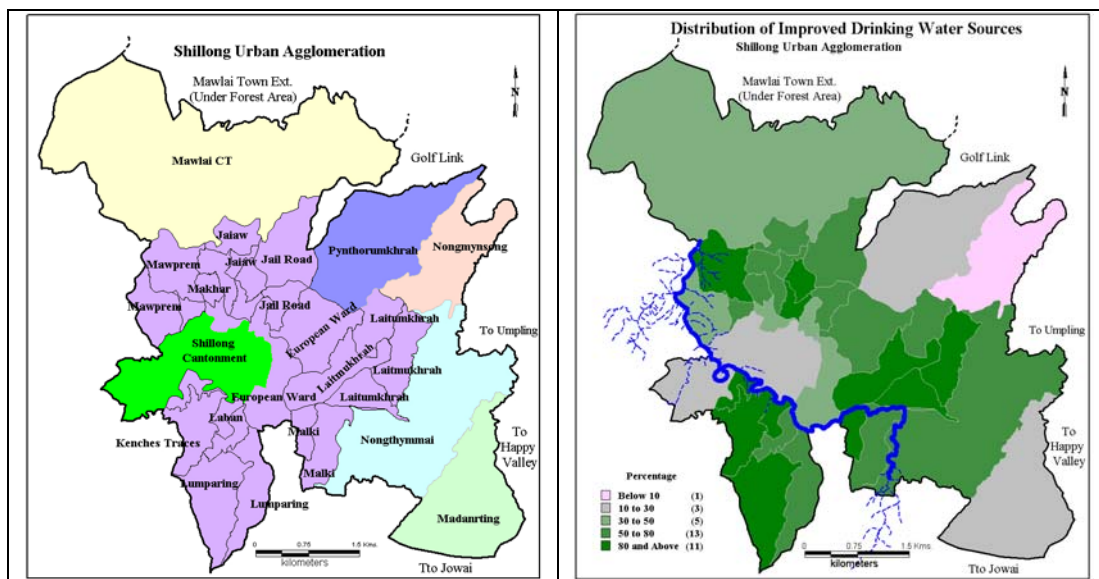 Shillong Urban Agglomeration
Mawlai Town Ext.
(Under Forest Area)
N
Mawlai CT
Golf Link
Jaiaw
Pynthorumkhrah
Nongmynsong
Mawprem
Jaiaw
Jail Road
Makhar
Mawprem
Jail Road
Laitumkhrah
European Ward
To Umpling
Shillong
Cantonment
Laitmukhrah
Laitmukhrah
European Ward
Laitumkhrah
Laban
Malki
Kenches Traces
Nongthymmai
To
Happy
Valley
Lumparing
Malki
Lumparing
Madanrting
0 0.75 1.5 Kms.
kilometers
Tto Jowai
Distribution of Improved Drinking Water Sources
Shillong Urban Agglomeration
Mawlai Town Ext.
(Under Forest Area)
N
Golf Link
To Umpling
To
Happy
Valley
Percentage
Below 10 (1)
10 to 30 (3)
30 to 50 (5)
50 to 80 (13)
80 and Above (11)
0 0.75 1.5 Kms.
kilometers
Tto Jowai